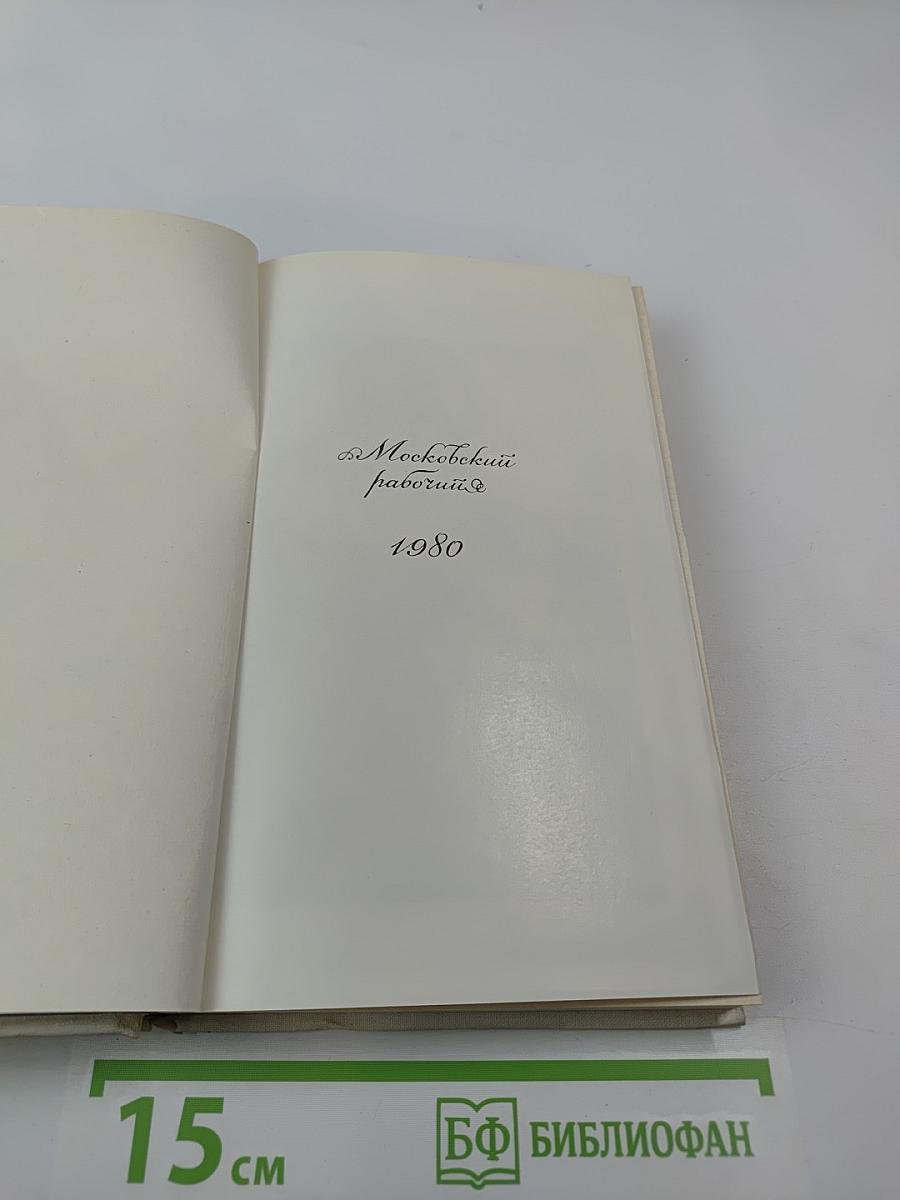 Московский
рабочий
1980
15 см
БФ БИБЛИОФАН